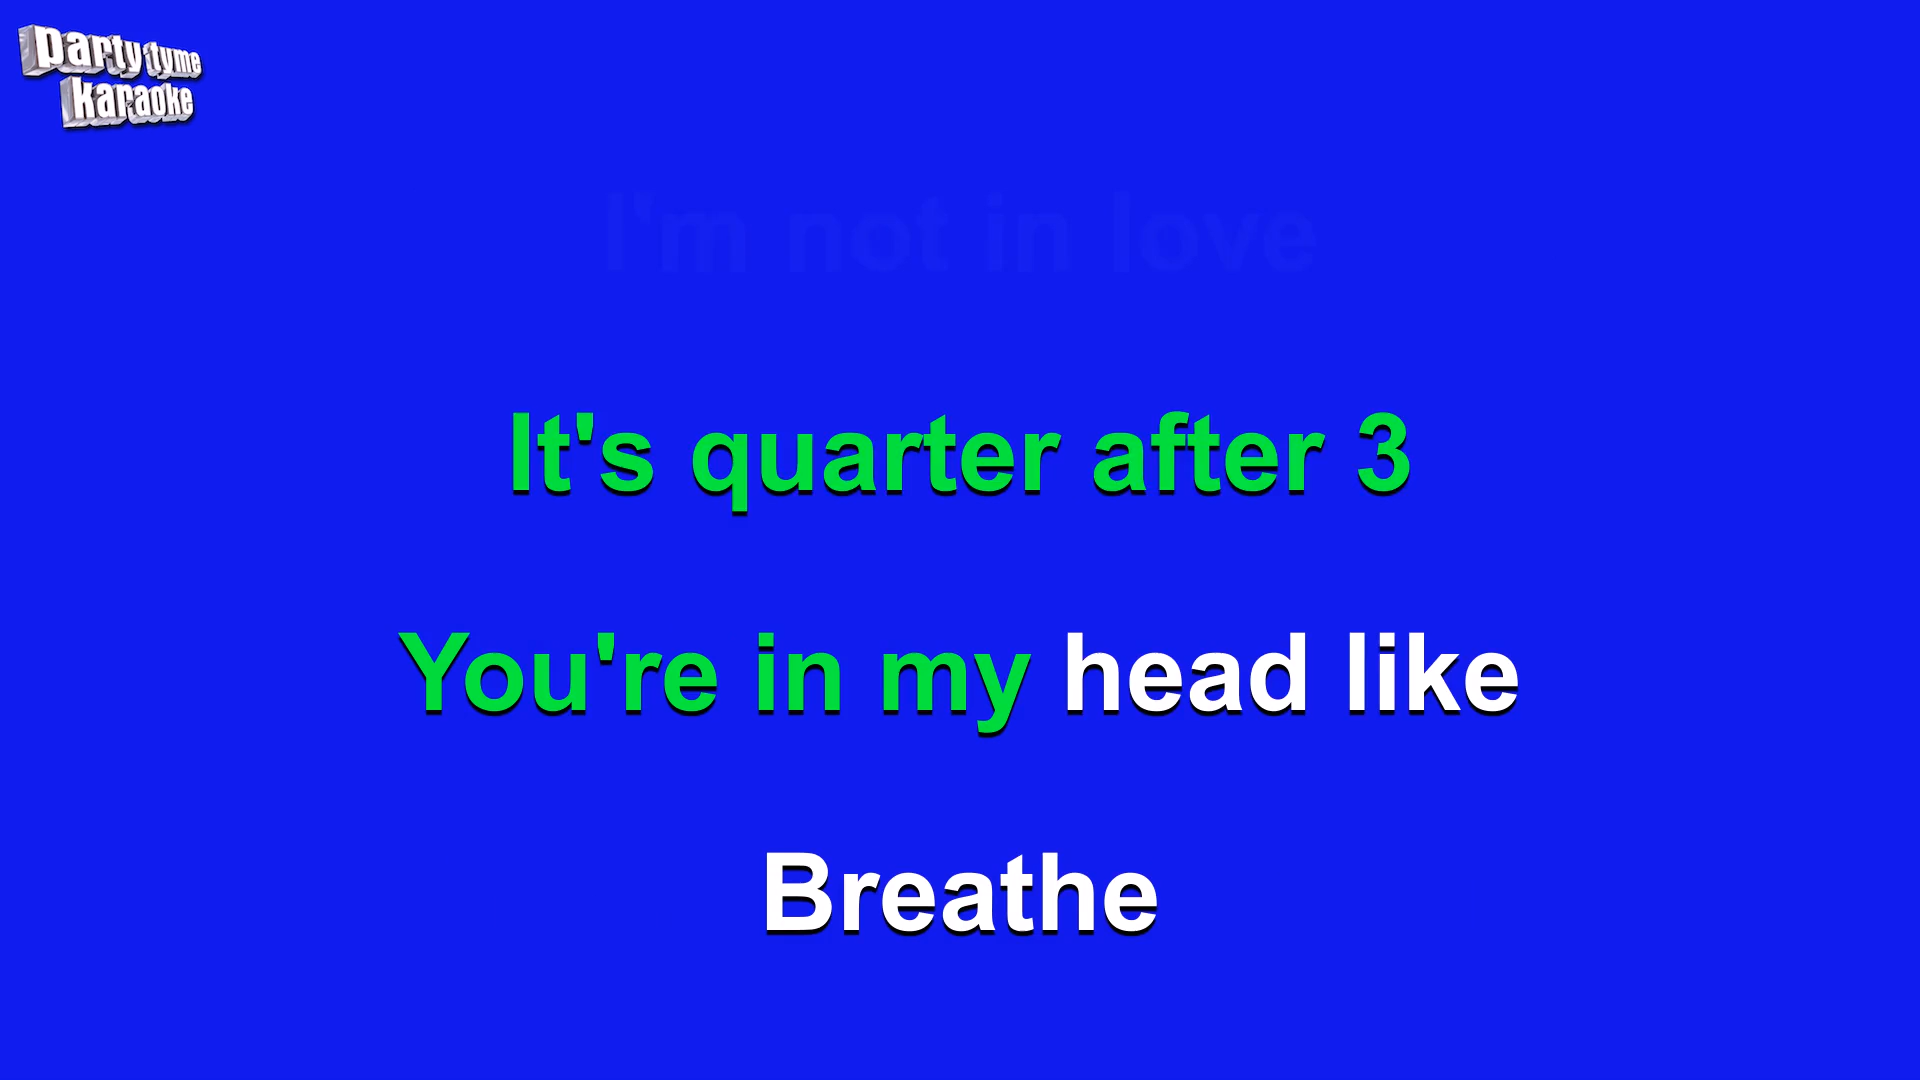 party tyme
karaoke
I'm not in love
It's quarter after 3
You're in my head like
Breathe